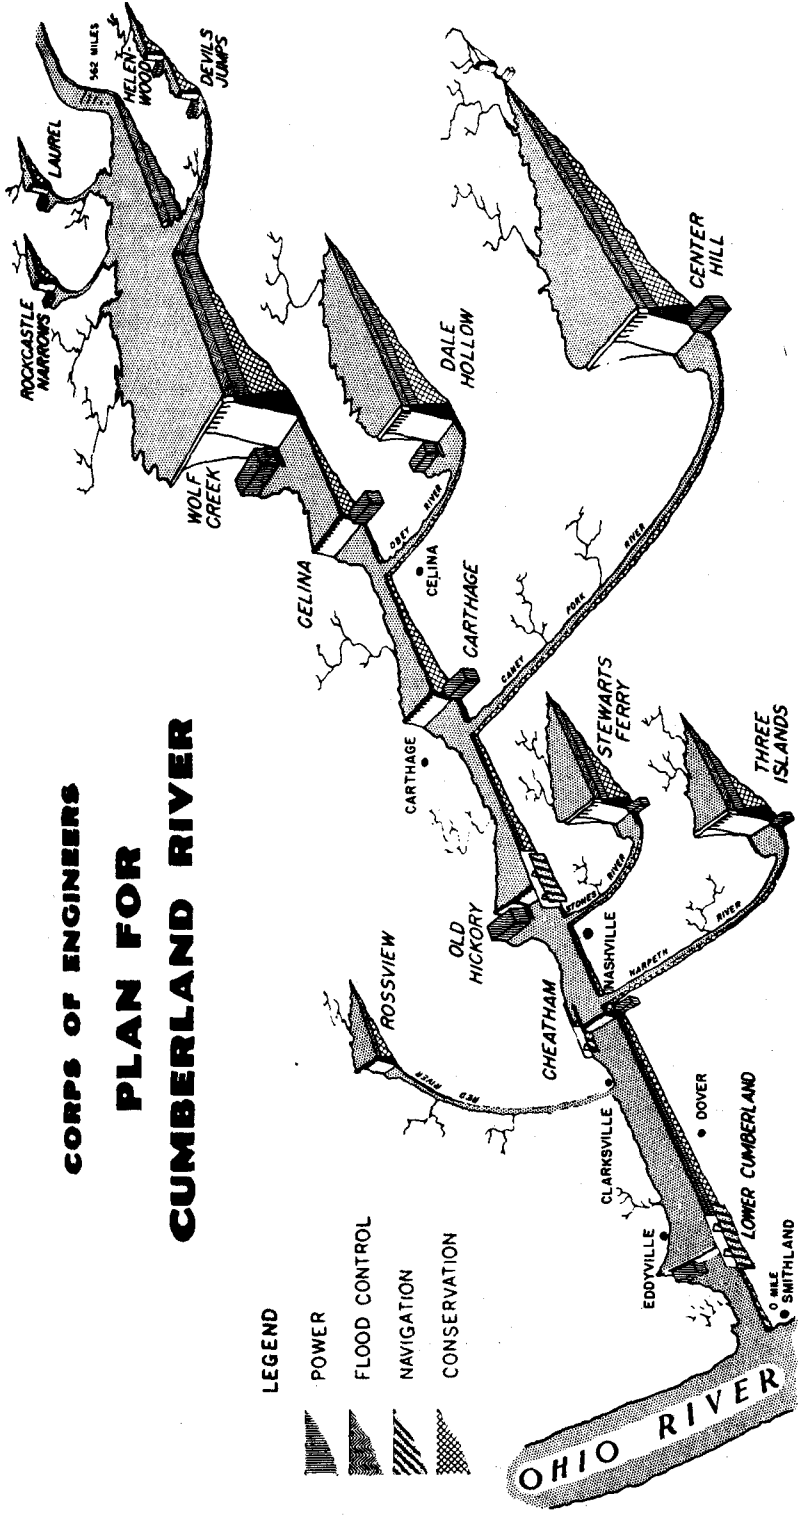 CORPS OF ENGINEERS
PLAN FOR
CUMBERLAND RIVER
LEGEND
POWER
FLOOD CONTROL
NAVIGATION
CONSERVATION
OHIO RIVER
0 MILE
SMITHLAND
EDDYVILLE
LOWER CUMBERLAND
DOVER
CLARKSVILLE
RED RIVER
ROSSVIEW
CHEATHAM
NASHVILLE
HARPETH RIVER
THREE
ISLANDS
STONES RIVER
STEWARTS
FERRY
OLD
HICKORY
CARTHAGE
CARTHAGE
CANEY FORK RIVER
CENTER
HILL
CELINA
CELINA
OBEY RIVER
DALE
HOLLOW
WOLF
CREEK
ROCKCASTLE
NARROWS
LAUREL
562 MILES
HELEN-
WOOD
DEVILS
JUMPS